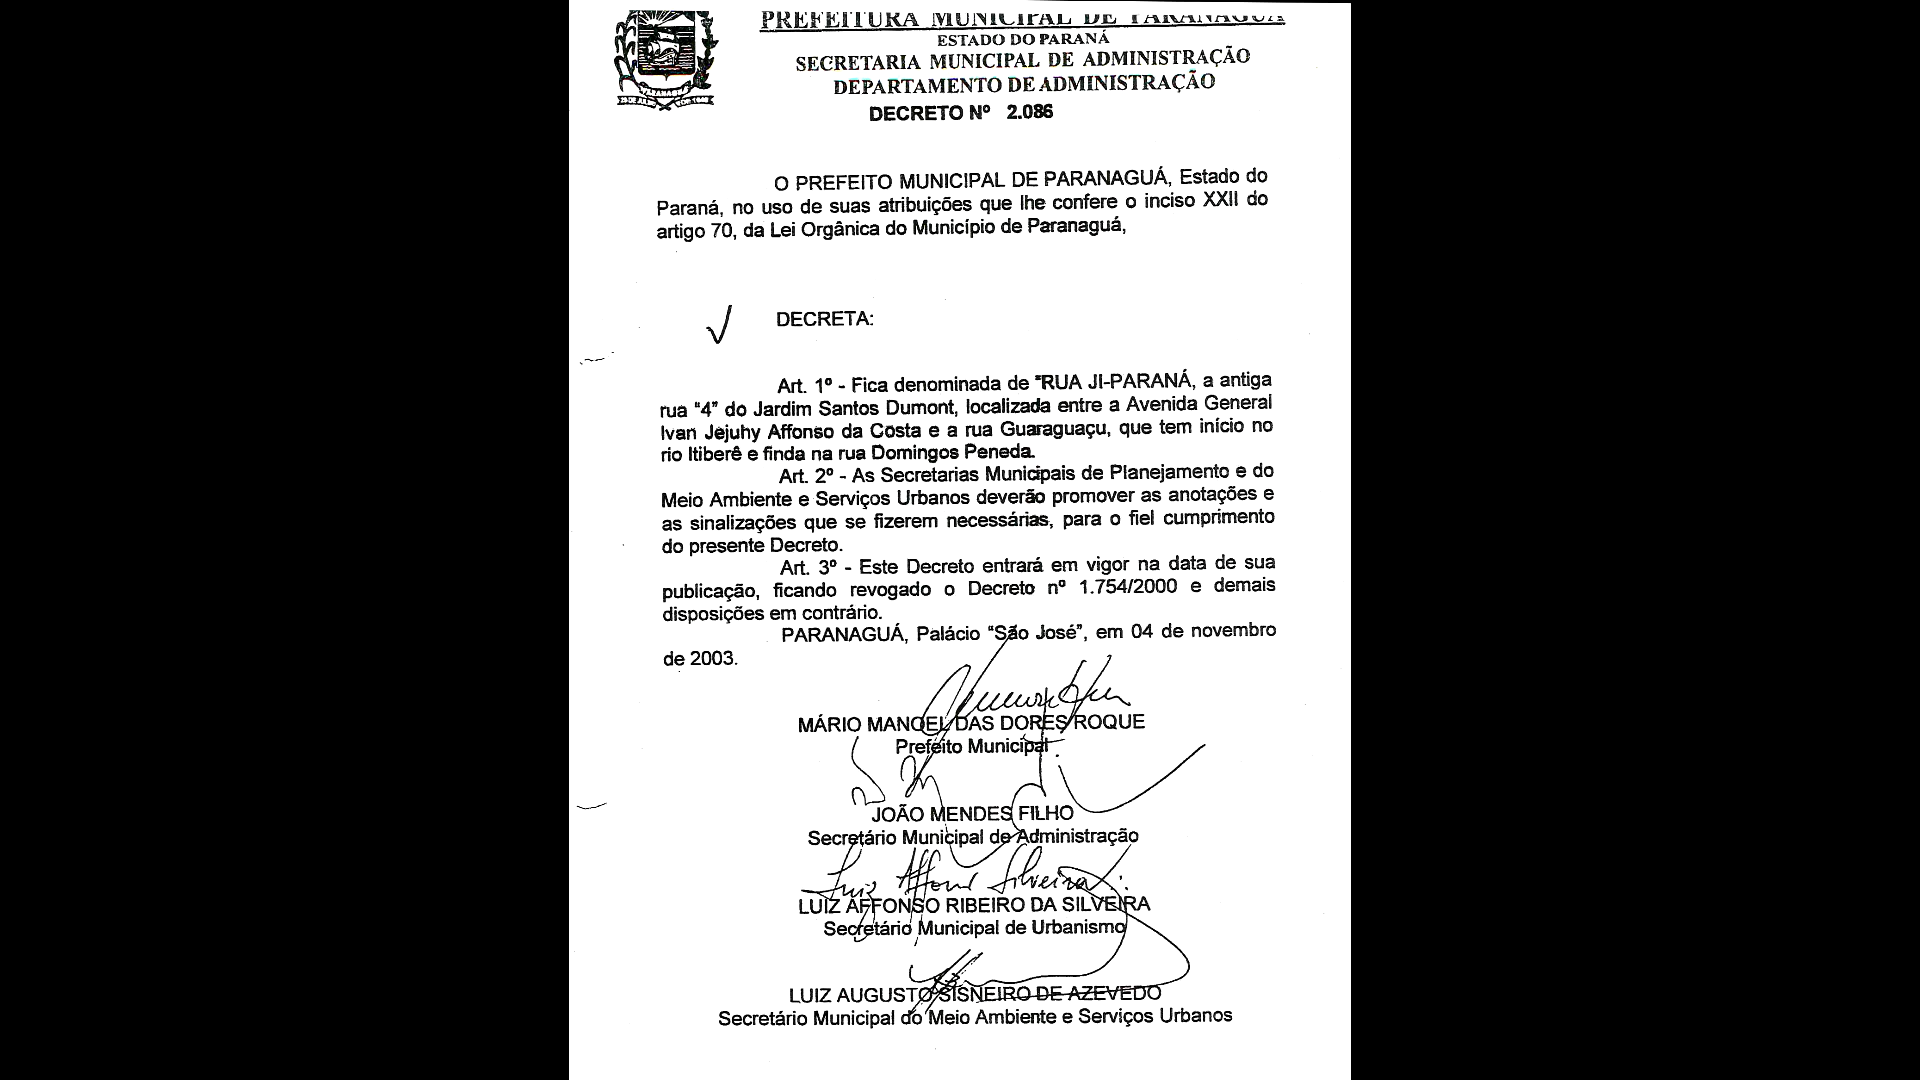 PREFEITURA MUNICIPAL DE PARANAGUÁ
ESTADO DO PARANÁ
SECRETARIA MUNICIPAL DE ADMINISTRAÇÃO
DEPARTAMENTO DE ADMINISTRAÇÃO
DECRETO Nº 2.086
O PREFEITO MUNICIPAL DE PARANAGUÁ, Estado do
Paraná, no uso de suas atribuições que lhe confere o inciso XXII do
artigo 70, da Lei Orgânica do Município de Paranaguá,
DECRETA:
Art. 1º - Fica denominada de "RUA JI-PARANÁ, a antiga
rua "4" do Jardim Santos Dumont, localizada entre a Avenida General
Ivan Jejuhy Affonso da Costa e a rua Guaraguaçu, que tem início no
rio Itiberê e finda na rua Domingos Peneda.
Art. 2º - As Secretarias Municipais de Planejamento e do
Meio Ambiente e Serviços Urbanos deverão promover as anotações e
as sinalizações que se fizerem necessárias, para o fiel cumprimento
do presente Decreto.
Art. 3º - Este Decreto entrará em vigor na data de sua
publicação, ficando revogado o Decreto nº 1.754/2000 e demais
disposições em contrário.
PARANAGUÁ, Palácio "São José", em 04 de novembro
de 2003.
MÁRIO MANOEL DAS DORES ROQUE
Prefeito Municipal
JOÃO MENDES FILHO
Secretário Municipal de Administração
Luiz Affonso Silveira
LUIZ AFFONSO RIBEIRO DA SILVEIRA
Secretário Municipal de Urbanismo
LUIZ AUGUSTO SISNEIRO DE AZEVEDO
Secretário Municipal do Meio Ambiente e Serviços Urbanos